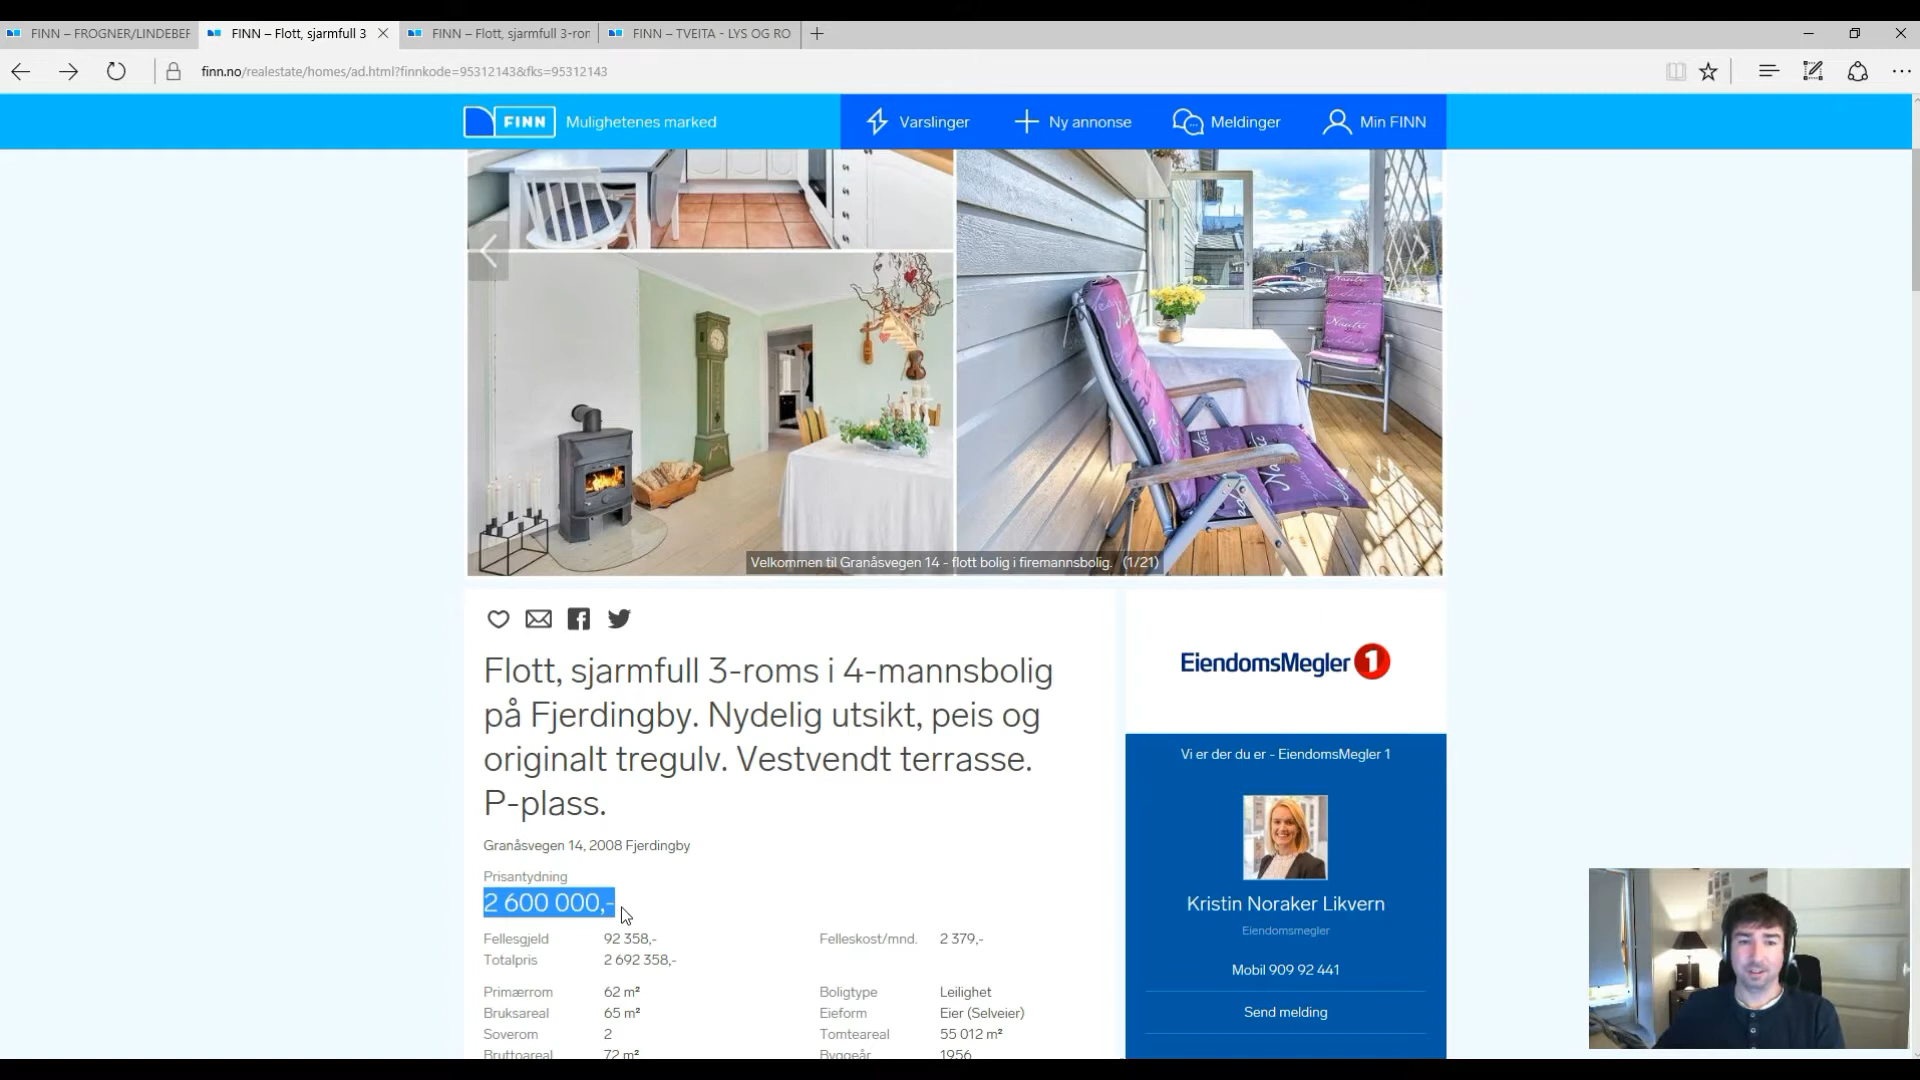 FINN – FROGNER/LINDEBEF
FINN – Flott, sjarmfull 3
FINN – Flott, sjarmfull 3-ron
FINN – TVEITA - LYS OG RO
finn.no/realestate/homes/ad.html?finnkode=95312143&fks=95312143
FINN Mulighetenes marked
Varslinger
Ny annonse
Meldinger
Min FINN
Velkommen til Granåsvegen 14 - flott bolig i firemannsbolig. (1/21)
Flott, sjarmfull 3-roms i 4-mannsbolig
på Fjerdingby. Nydelig utsikt, peis og
originalt tregulv. Vestvendt terrasse.
P-plass.
Granåsvegen 14, 2008 Fjerdingby
Prisantydning
2 600 000,-
Fellesgjeld 92 358,-
Felleskost/mnd. 2 379,-
Totalpris 2 692 358,-
Primærrom 62 m²
Boligtype Leilighet
Bruksareal 65 m²
Eieform Eier (Selveier)
Soverom 2
Tomteareal 55 012 m²
Bruttoareal 72 m²
Byggeår 1956
EiendomsMegler 1
Vi er der du er - EiendomsMegler 1
Kristin Noraker Likvern
Eiendomsmegler
Mobil 909 92 441
Send melding